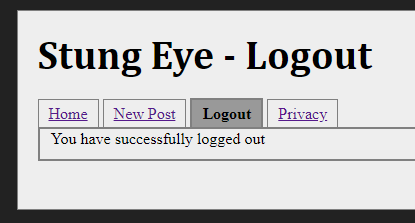 Stung Eye - Logout
Home New Post Logout Privacy
You have successfully logged out